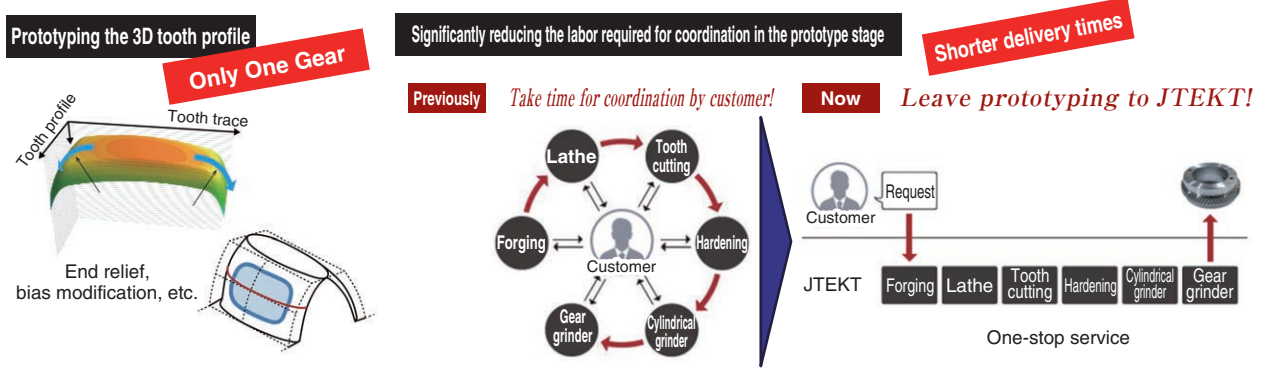 Prototyping the 3D tooth profile
Only One Gear
Tooth profile
Tooth trace
End relief,
bias modification, etc.
Significantly reducing the labor required for coordination in the prototype stage
Shorter delivery times
Previously
Take time for coordination by customer!
Lathe
Tooth
cutting
Forging
Hardening
Customer
Gear
grinder
Cylindrical
grinder
Now
Leave prototyping to JTEKT!
Request
Customer
JTEKT
Forging
Lathe
Tooth
cutting
Hardening
Cylindrical
grinder
Gear
grinder
One-stop service